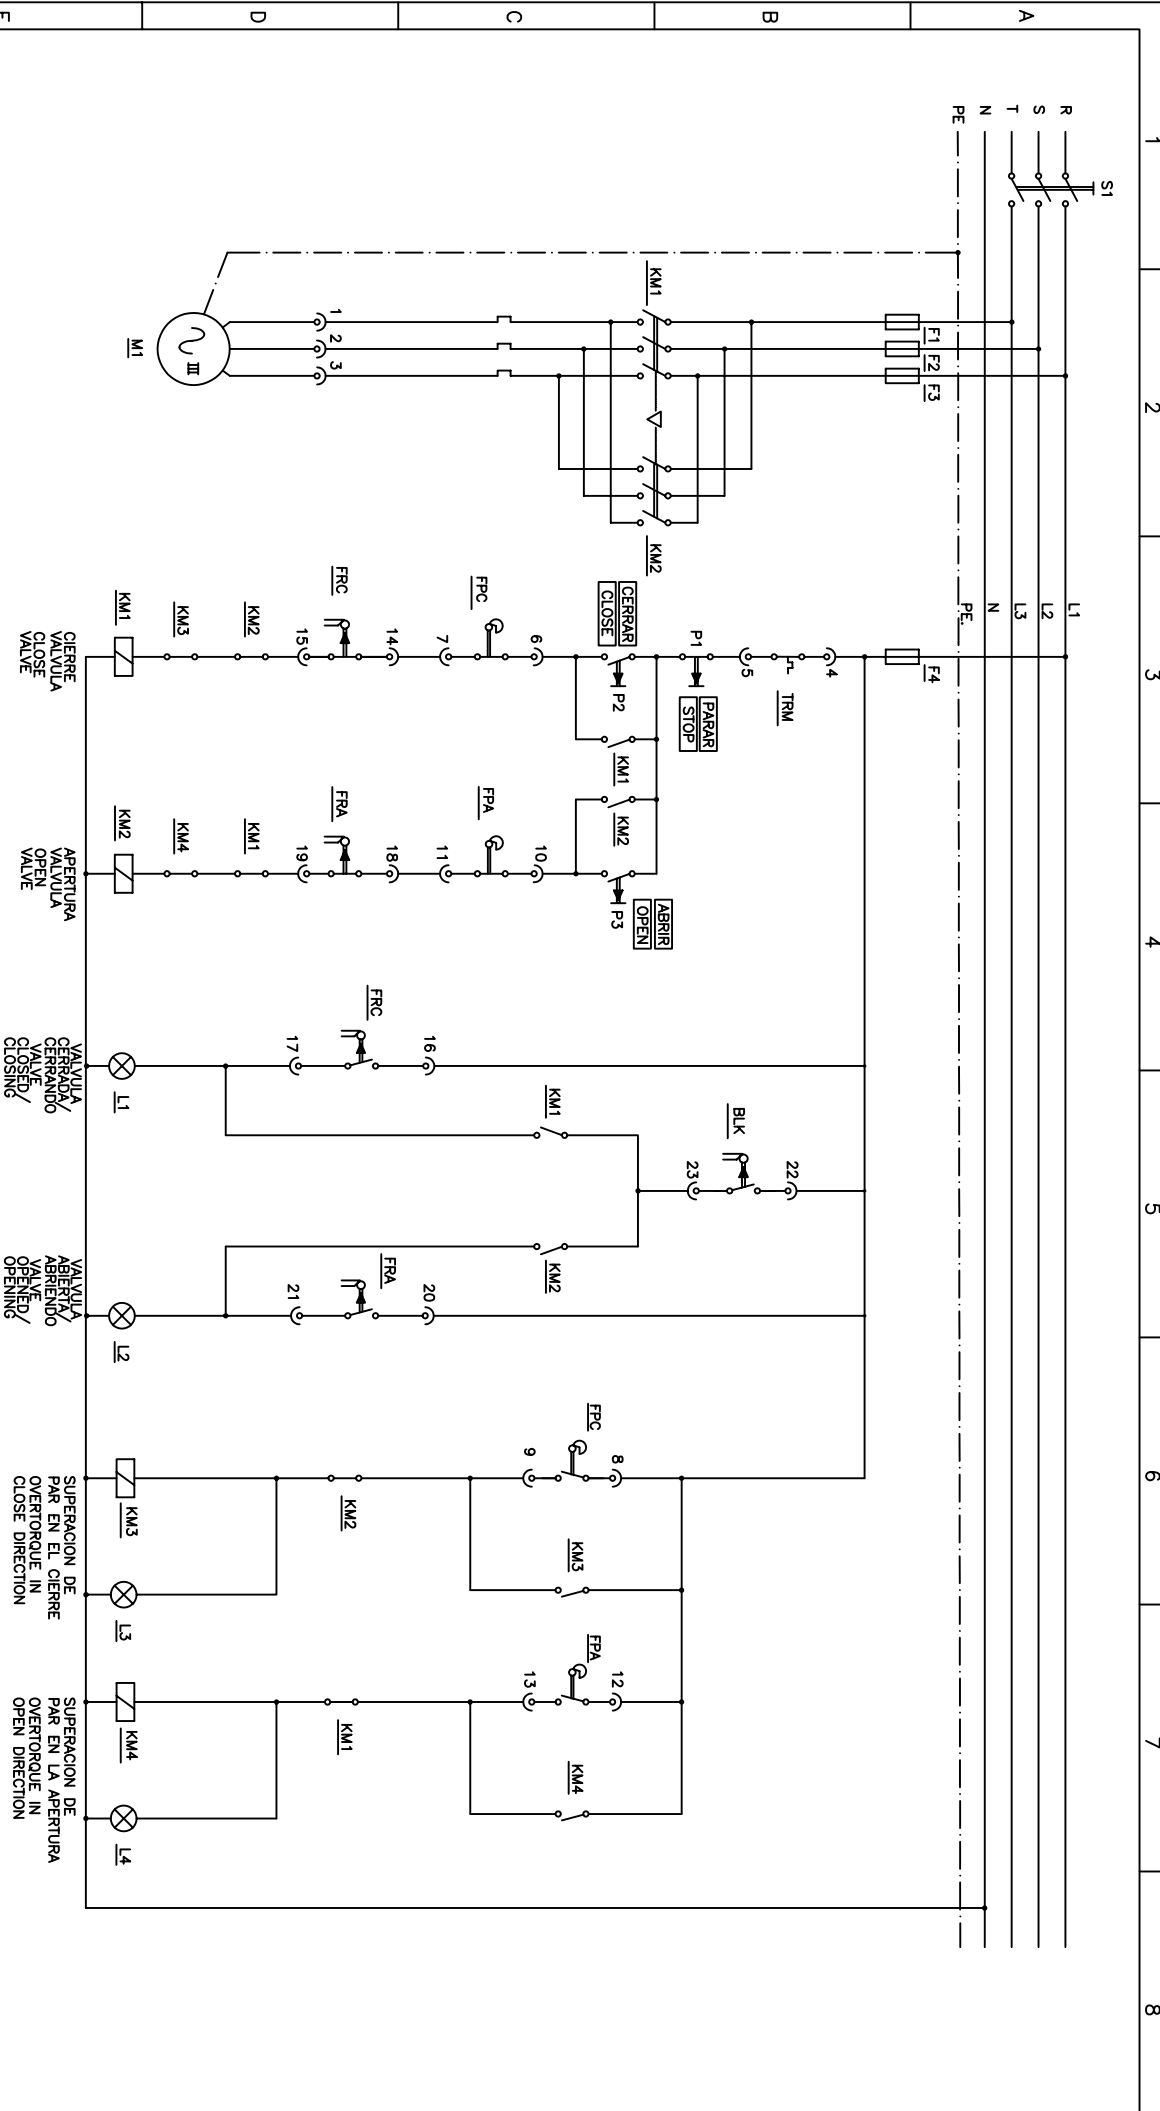 1
2
3
4
5
6
7
8
A
B
C
D
R
S
T
N
PE
S1
L1
L2
L3
N
PE.
F1
F2
F3
F4
KM1
KM2
1
2
3
M1
III
4
TRM
5
P1
PARAR
STOP
CERRAR
CLOSE
P2
KM1
KM2
ABRIR
OPEN
P3
6
FPC
7
14
FRC
15
KM2
KM3
KM1
CIERRE
VALVULA
CLOSE
VALVE
10
FPA
11
18
FRA
19
KM1
KM4
KM2
APERTURA
VALVULA
OPEN
VALVE
16
FRC
17
L1
VALVULA
CERRADA/
CERRANDO
VALVE
CLOSED/
CLOSING
22
BLK
23
KM1
KM2
20
FRA
21
L2
VALVULA
ABIERTA/
ABRIENDO
VALVE
OPENED/
OPENING
8
FPC
9
KM3
KM2
KM3
L3
SUPERACION DE
PAR EN EL CIERRE
OVERTORQUE IN
CLOSE DIRECTION
12
FPA
13
KM4
KM1
KM4
L4
SUPERACION DE
PAR EN LA APERTURA
OVERTORQUE IN
OPEN DIRECTION